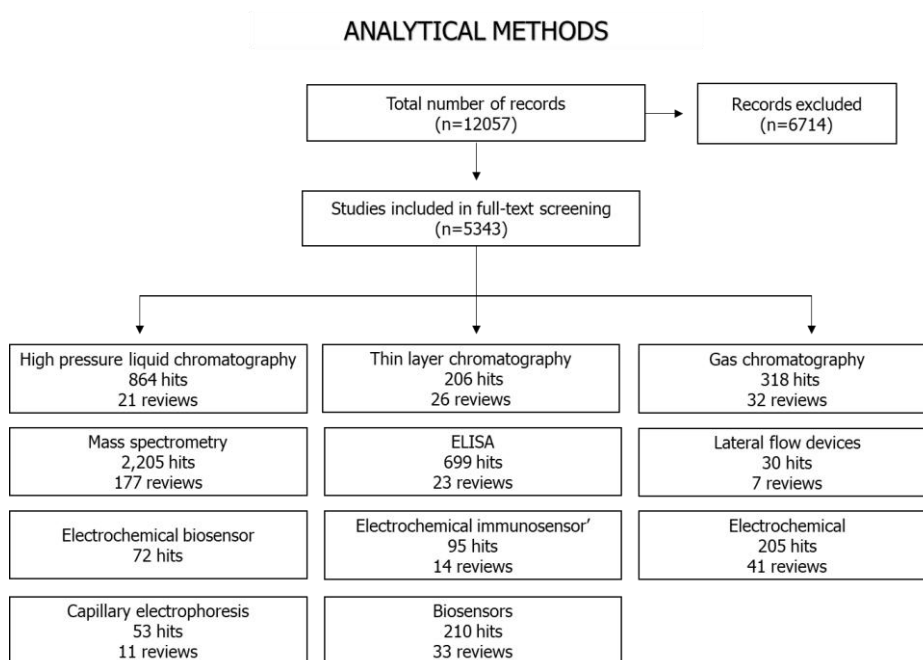 ANALYTICAL METHODS
Total number of records
(n=12057)
Records excluded
(n=6714)
Studies included in full-text screening
(n=5343)
High pressure liquid chromatography
864 hits
21 reviews
Thin layer chromatography
206 hits
26 reviews
Gas chromatography
318 hits
32 reviews
Mass spectrometry
2,205 hits
177 reviews
ELISA
699 hits
23 reviews
Lateral flow devices
30 hits
7 reviews
Electrochemical biosensor
72 hits
Electrochemical immunosensor’
95 hits
14 reviews
Electrochemical
205 hits
41 reviews
Capillary electrophoresis
53 hits
11 reviews
Biosensors
210 hits
33 reviews